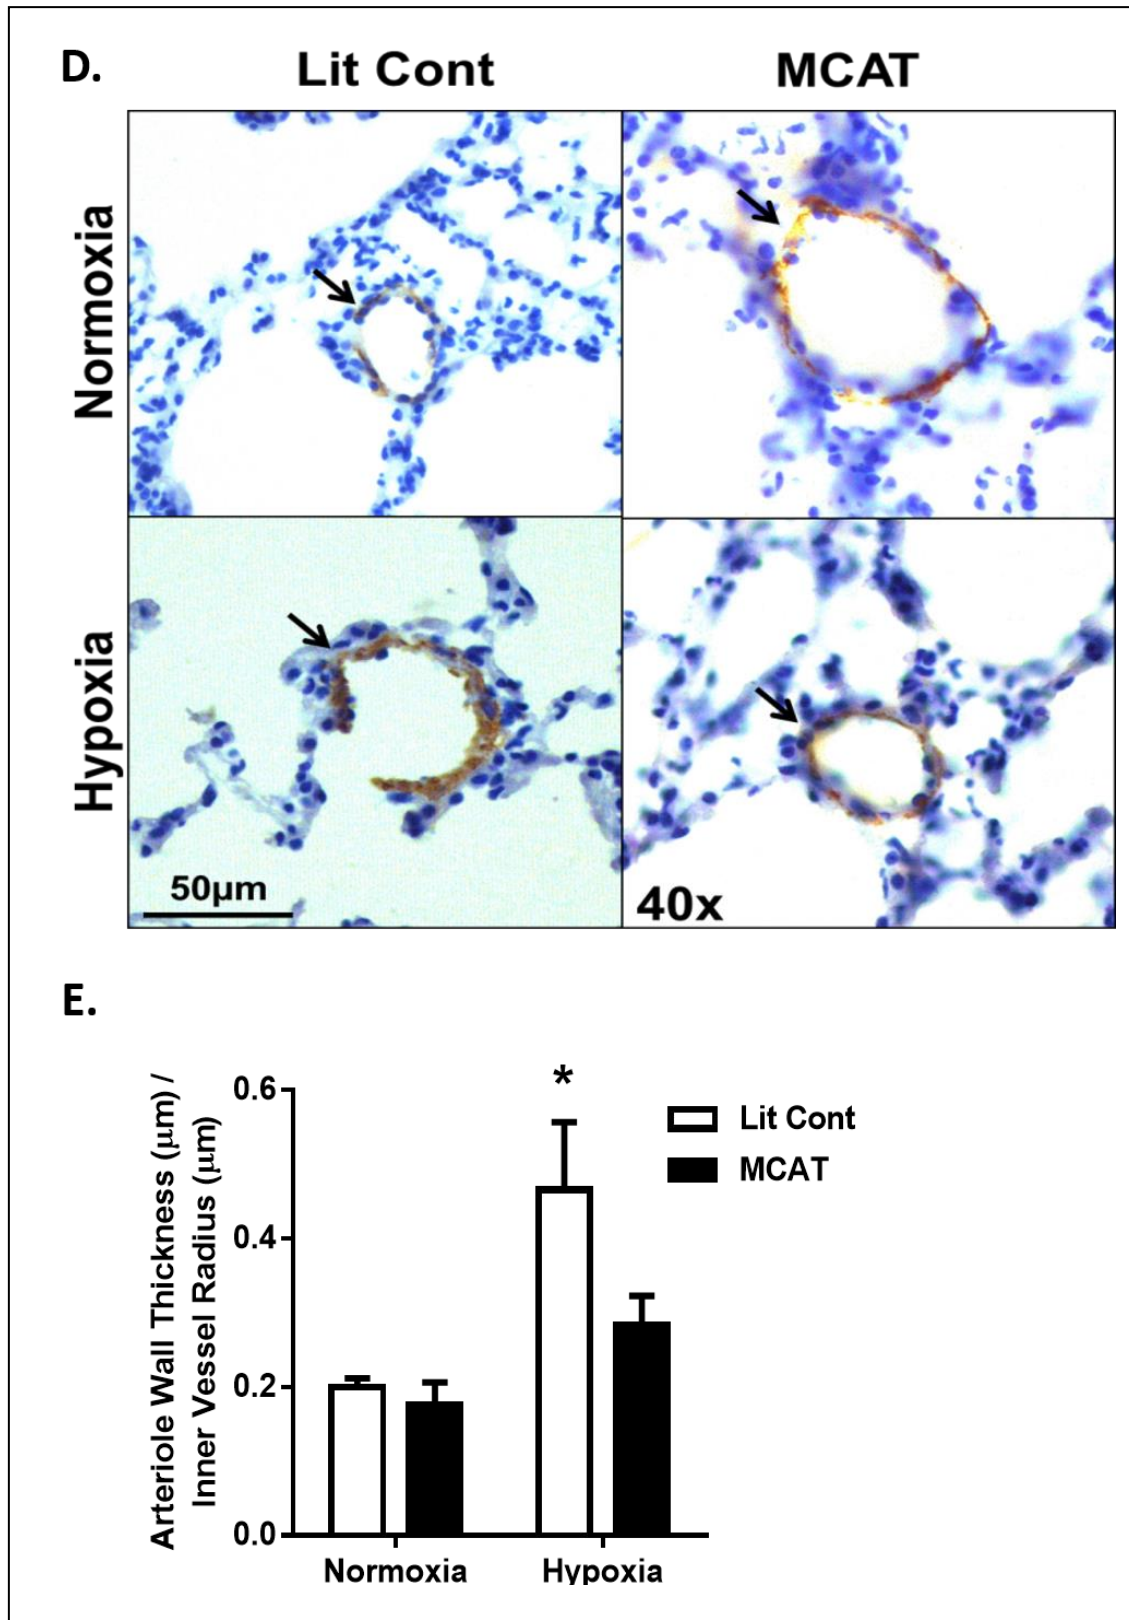 D.
Lit Cont
MCAT
Normoxia
Hypoxia
50µm
40x
E.
Arteriole Wall Thickness (µm) /
Inner Vessel Radius (µm)
0.6
0.4
0.2
0.0
*
Lit Cont
MCAT
Normoxia
Hypoxia